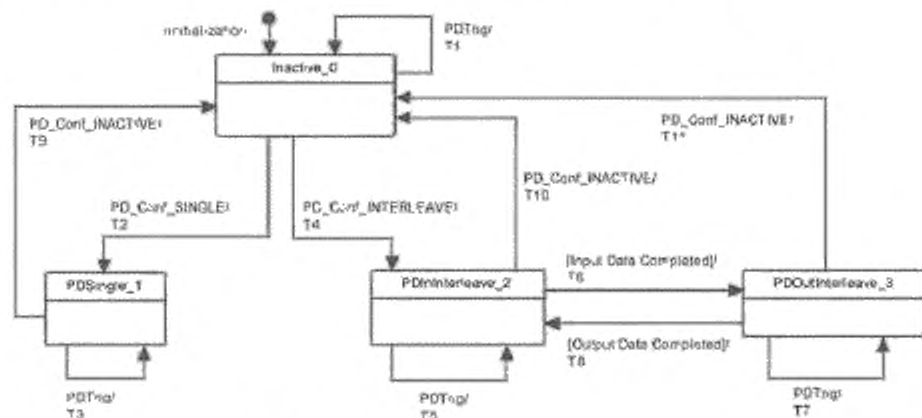 Initialization
PDTrig/
T1
Inactive_0
PD_Conf_INACTIVE/
T9
PD_Conf_INACTIVE/
T11
PD_Conf_INACTIVE/
T10
PD_Conf_SINGLE/
T2
PD_Conf_INTERLEAVE/
T4
[Input Data Completed]/
T6
PDSingle_1
PDInInterleave_2
PDOutInterleave_3
[Output Data Completed]/
T8
PDTrig/
T3
PDTrig/
T5
PDTrig/
T7